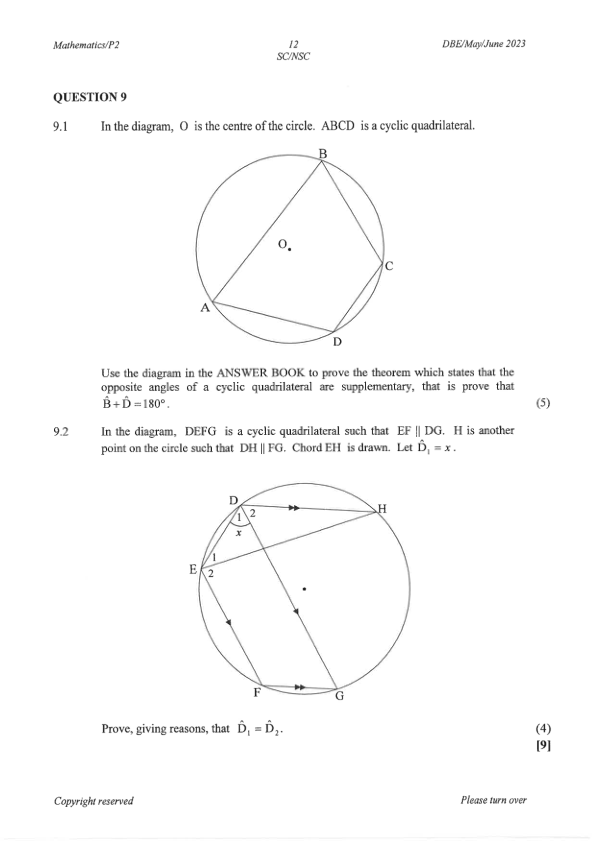 Mathematics/P2
12
SC/NSC
DBE/May/June 2023
QUESTION 9
9.1 In the diagram, O is the centre of the circle. ABCD is a cyclic quadrilateral.
B
O
C
A
D
Use the diagram in the ANSWER BOOK to prove the theorem which states that the
opposite angles of a cyclic quadrilateral are supplementary, that is prove that
B̂ + D̂ = 180°. (5)
9.2 In the diagram, DEFG is a cyclic quadrilateral such that EF || DG. H is another
point on the circle such that DH || FG. Chord EH is drawn. Let D̂₁ = x.
D
H
1 2
x
1
E
2
F
G
Prove, giving reasons, that D̂₁ = D̂₂. (4)
[9]
Copyright reserved
Please turn over